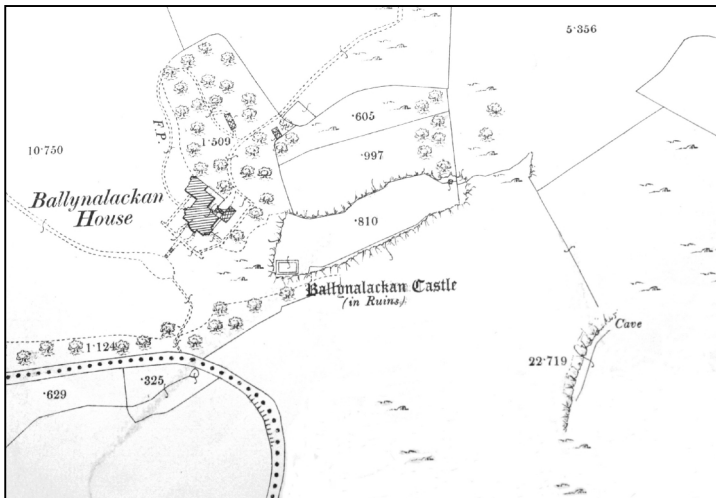 5·356
·605
1·509
F.P.
·997
10·750
Ballynalackan
House
·810
Ballynalackan Castle
(in Ruins)
Cave
1·124
22·719
·629
·325